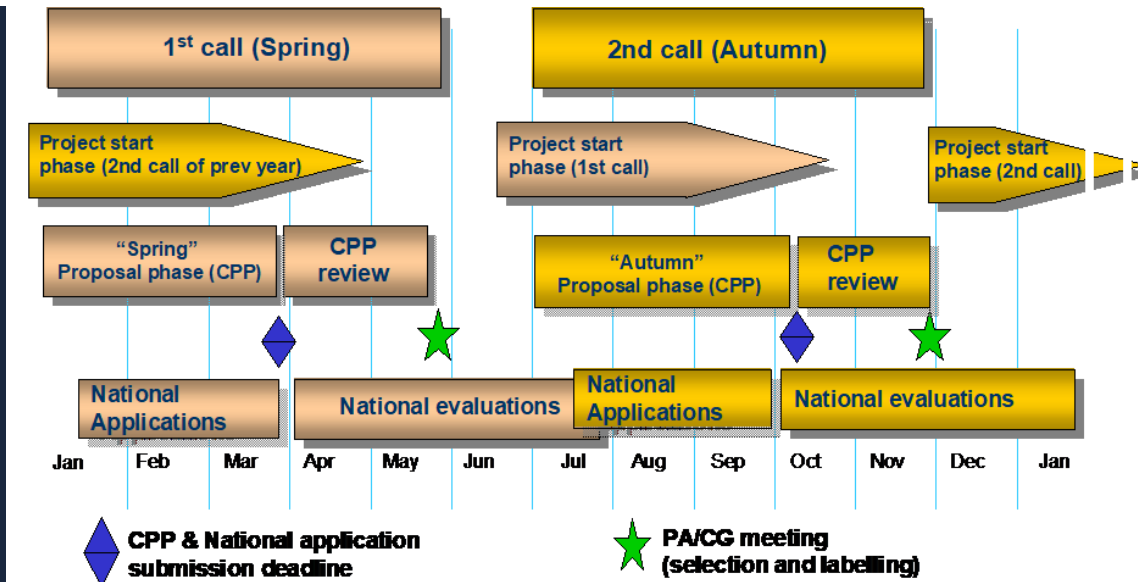 1st call (Spring)
2nd call (Autumn)
Project start
phase (2nd call of prev year)
Project start
phase (1st call)
Project start
phase (2nd call)
“Spring”
Proposal phase (CPP)
CPP
review
“Autumn”
Proposal phase (CPP)
CPP
review
National
Applications
National evaluations
National
Applications
National evaluations
Jan Feb Mar Apr May Jun Jul Aug Sep Oct Nov Dec Jan
CPP & National application
submission deadline
PA/CG meeting
(selection and labelling)